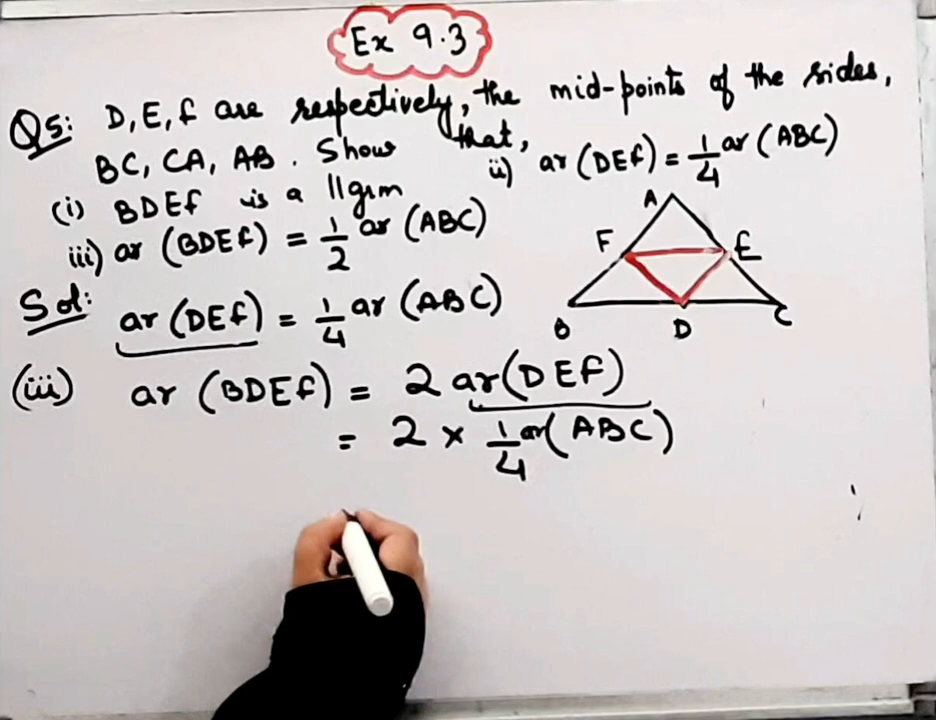 Ex 9.3
Q5: D, E, F are respectively, the mid-points of the sides,
BC, CA, AB. Show that,
(i) BDEF is a ||gm
ii) ar (DEF) = 1/4 ar (ABC)
iii) ar (BDEF) = 1/2 ar (ABC)
A
F E
B D C
Sol: ar (DEF) = 1/4 ar (ABC)
(iii) ar (BDEF) = 2 ar(DEF)
= 2 × 1/4 ar(ABC)